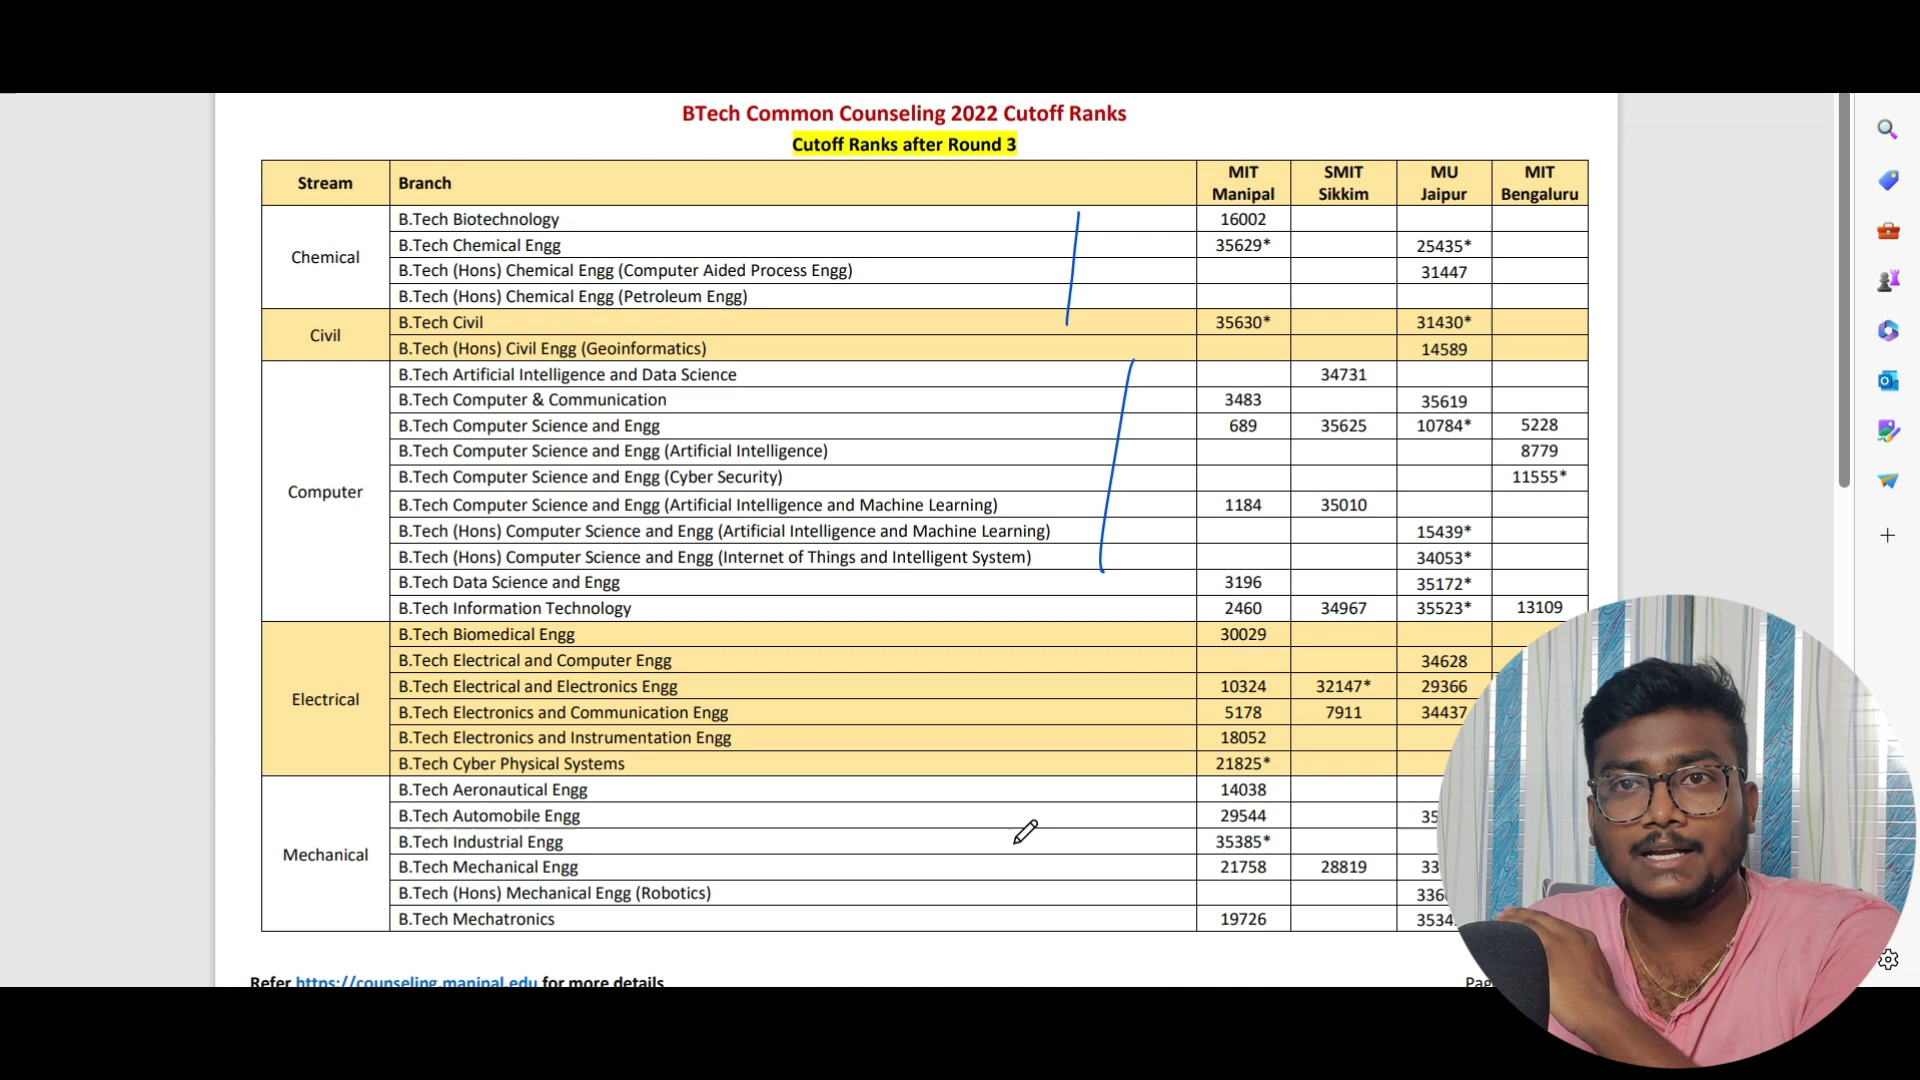 BTech Common Counseling 2022 Cutoff Ranks
Cutoff Ranks after Round 3
Stream Branch MIT Manipal SMIT Sikkim MU Jaipur MIT Bengaluru
Chemical
B.Tech Biotechnology 16002
B.Tech Chemical Engg 35629* 25435*
B.Tech (Hons) Chemical Engg (Computer Aided Process Engg) 31447
B.Tech (Hons) Chemical Engg (Petroleum Engg)
Civil
B.Tech Civil 35630* 31430*
B.Tech (Hons) Civil Engg (Geoinformatics) 14589
Computer
B.Tech Artificial Intelligence and Data Science 34731
B.Tech Computer & Communication 3483 35619
B.Tech Computer Science and Engg 689 35625 10784* 5228
B.Tech Computer Science and Engg (Artificial Intelligence) 8779
B.Tech Computer Science and Engg (Cyber Security) 11555*
B.Tech Computer Science and Engg (Artificial Intelligence and Machine Learning) 1184 35010
B.Tech (Hons) Computer Science and Engg (Artificial Intelligence and Machine Learning) 15439*
B.Tech (Hons) Computer Science and Engg (Internet of Things and Intelligent System) 34053*
B.Tech Data Science and Engg 3196 35172*
B.Tech Information Technology 2460 34967 35523* 13109
Electrical
B.Tech Biomedical Engg 30029
B.Tech Electrical and Computer Engg 34628
B.Tech Electrical and Electronics Engg 10324 32147* 29366
B.Tech Electronics and Communication Engg 5178 7911 34437
B.Tech Electronics and Instrumentation Engg 18052
B.Tech Cyber Physical Systems 21825*
Mechanical
B.Tech Aeronautical Engg 14038
B.Tech Automobile Engg 29544
B.Tech Industrial Engg 35385*
B.Tech Mechanical Engg 21758 28819
B.Tech (Hons) Mechanical Engg (Robotics)
B.Tech Mechatronics 19726
Refer https://counseling.manipal.edu for more details